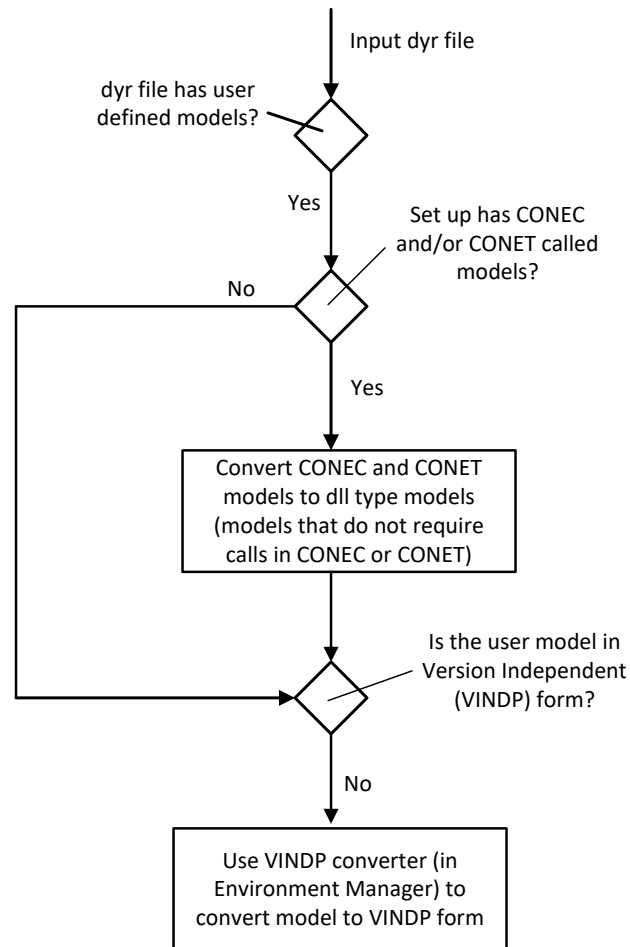 Input dyr file
dyr file has user
defined models?
Yes
Set up has CONEC
and/or CONET called
models?
No
Yes
Convert CONEC and CONET
models to dll type models
(models that do not require
calls in CONEC or CONET)
Is the user model in
Version Independent
(VINDP) form?
No
Use VINDP converter (in
Environment Manager) to
convert model to VINDP form